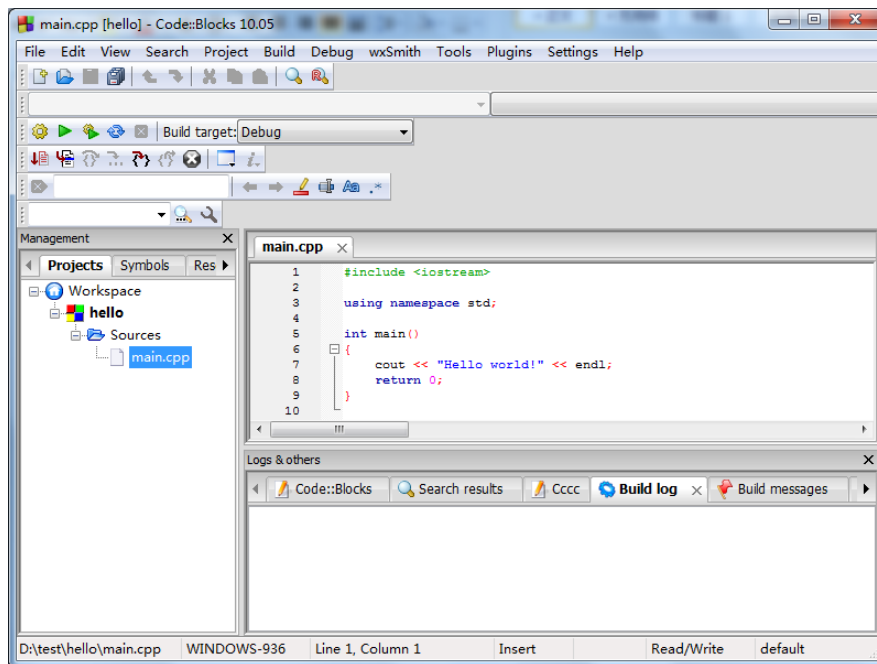 main.cpp [hello] - Code::Blocks 10.05
File Edit View Search Project Build Debug wxSmith Tools Plugins Settings Help
Build target: Debug
Management
Projects Symbols Res
Workspace
hello
Sources
main.cpp
main.cpp
1 #include <iostream>
2
3 using namespace std;
4
5 int main()
6 {
7 cout << "Hello world!" << endl;
8 return 0;
9 }
10
Logs & others
Code::Blocks Search results Cccc Build log Build messages
D:\test\hello\main.cpp WINDOWS-936 Line 1, Column 1 Insert Read/Write default